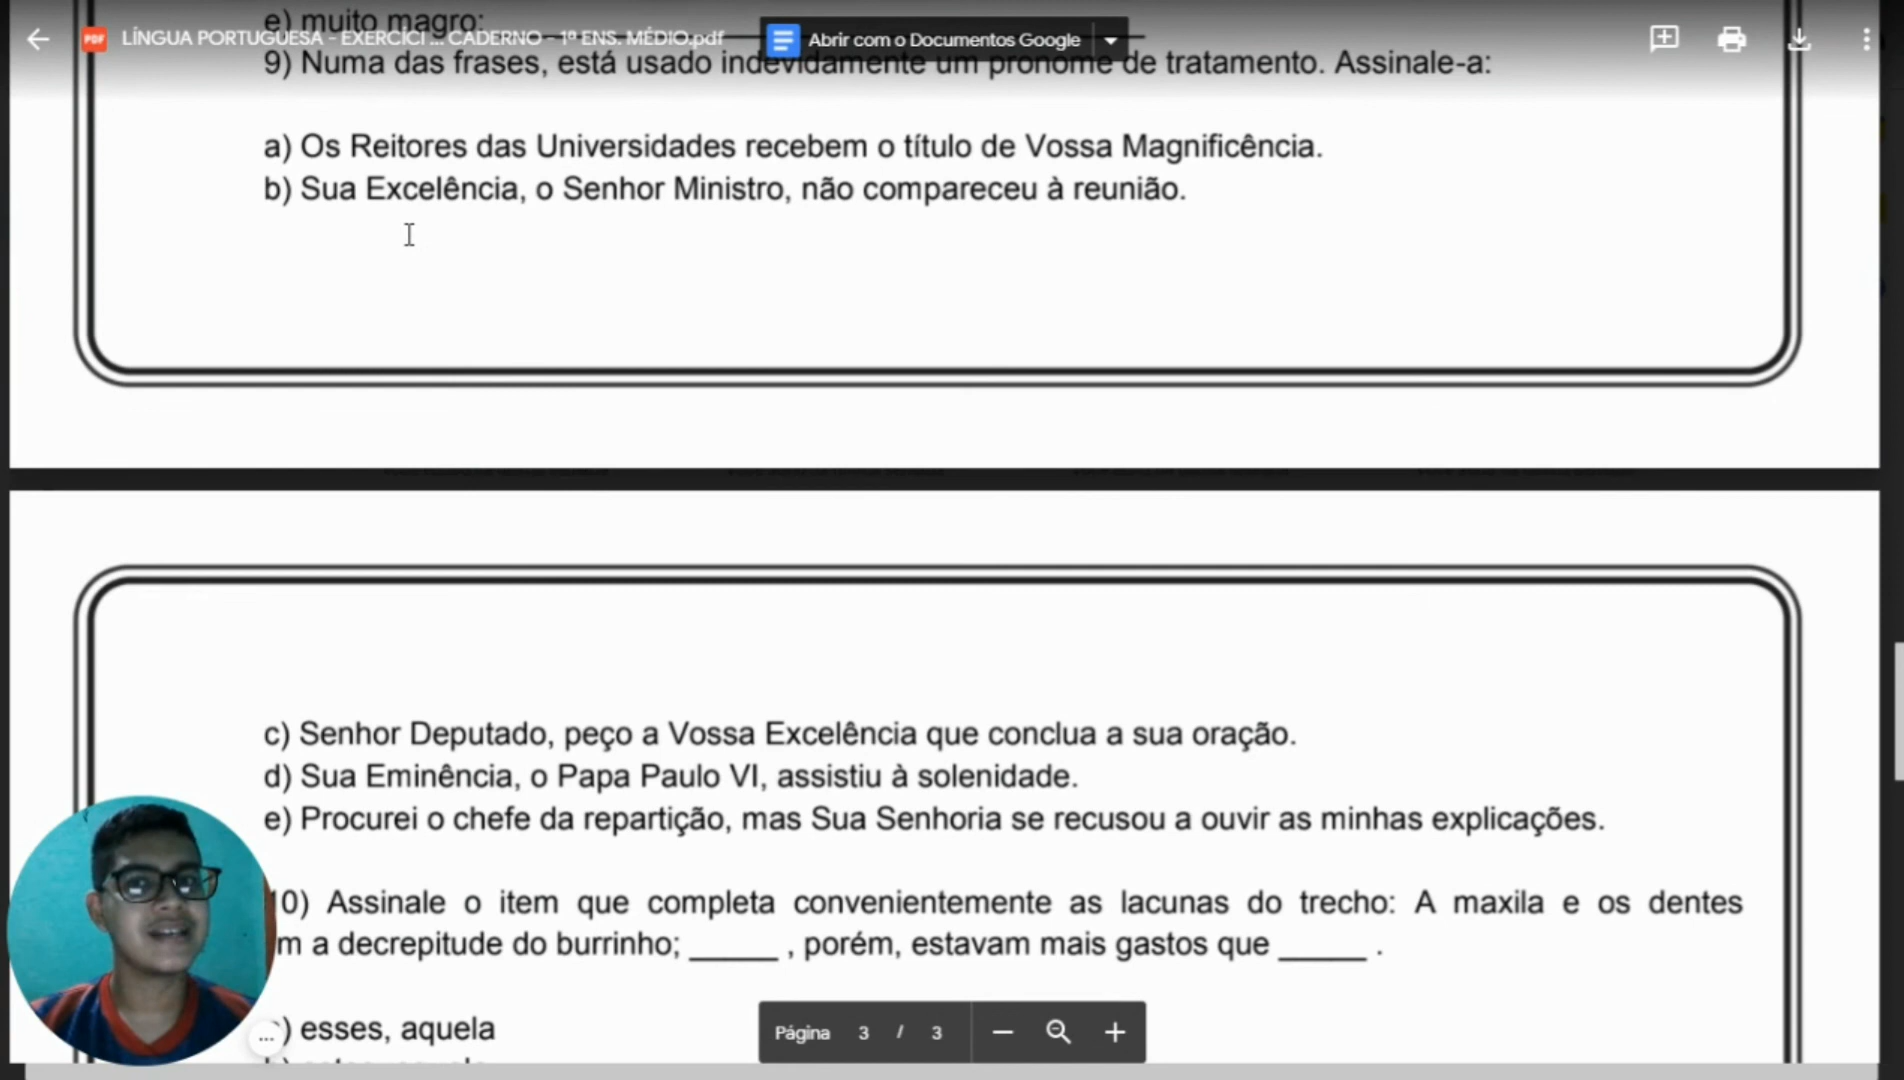 e) muito magro:
LÍNGUA PORTUGUESA - EXERCÍCI ... CADERNO - 1º ENS. MÉDIO.pdf
PDF
Abrir com o Documentos Google
9) Numa das frases, está usado indevidamente um pronome de tratamento. Assinale-a:
a) Os Reitores das Universidades recebem o título de Vossa Magnificência.
b) Sua Excelência, o Senhor Ministro, não compareceu à reunião.
c) Senhor Deputado, peço a Vossa Excelência que conclua a sua oração.
d) Sua Eminência, o Papa Paulo VI, assistiu à solenidade.
e) Procurei o chefe da repartição, mas Sua Senhoria se recusou a ouvir as minhas explicações.
10) Assinale o item que completa convenientemente as lacunas do trecho: A maxila e os dentes
m a decrepitude do burrinho; _____ , porém, estavam mais gastos que _____ .
) esses, aquela
Página 3 / 3